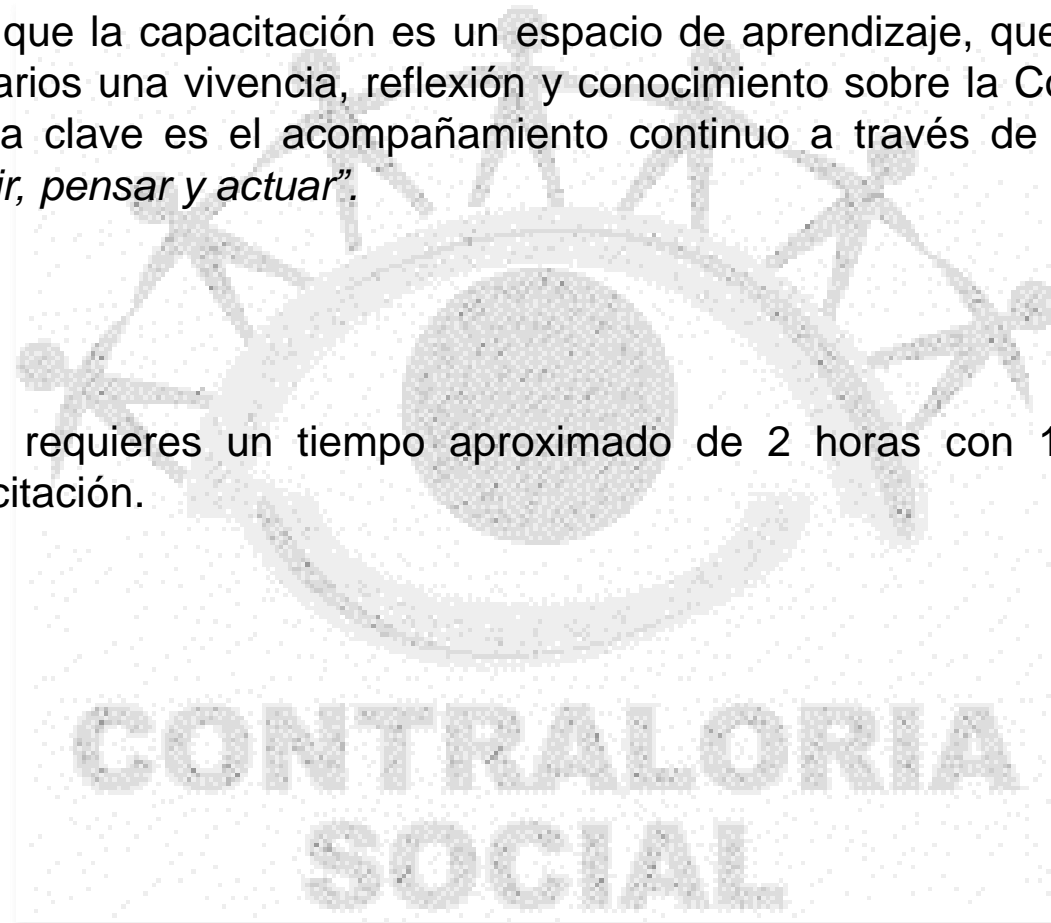 que la capacitación es un espacio de aprendizaje, que
arios una vivencia, reflexión y conocimiento sobre la Co
a clave es el acompañamiento continuo a través de
ir, pensar y actuar”.
requieres un tiempo aproximado de 2 horas con 1
citación.
CONTRALORIA
SOCIAL